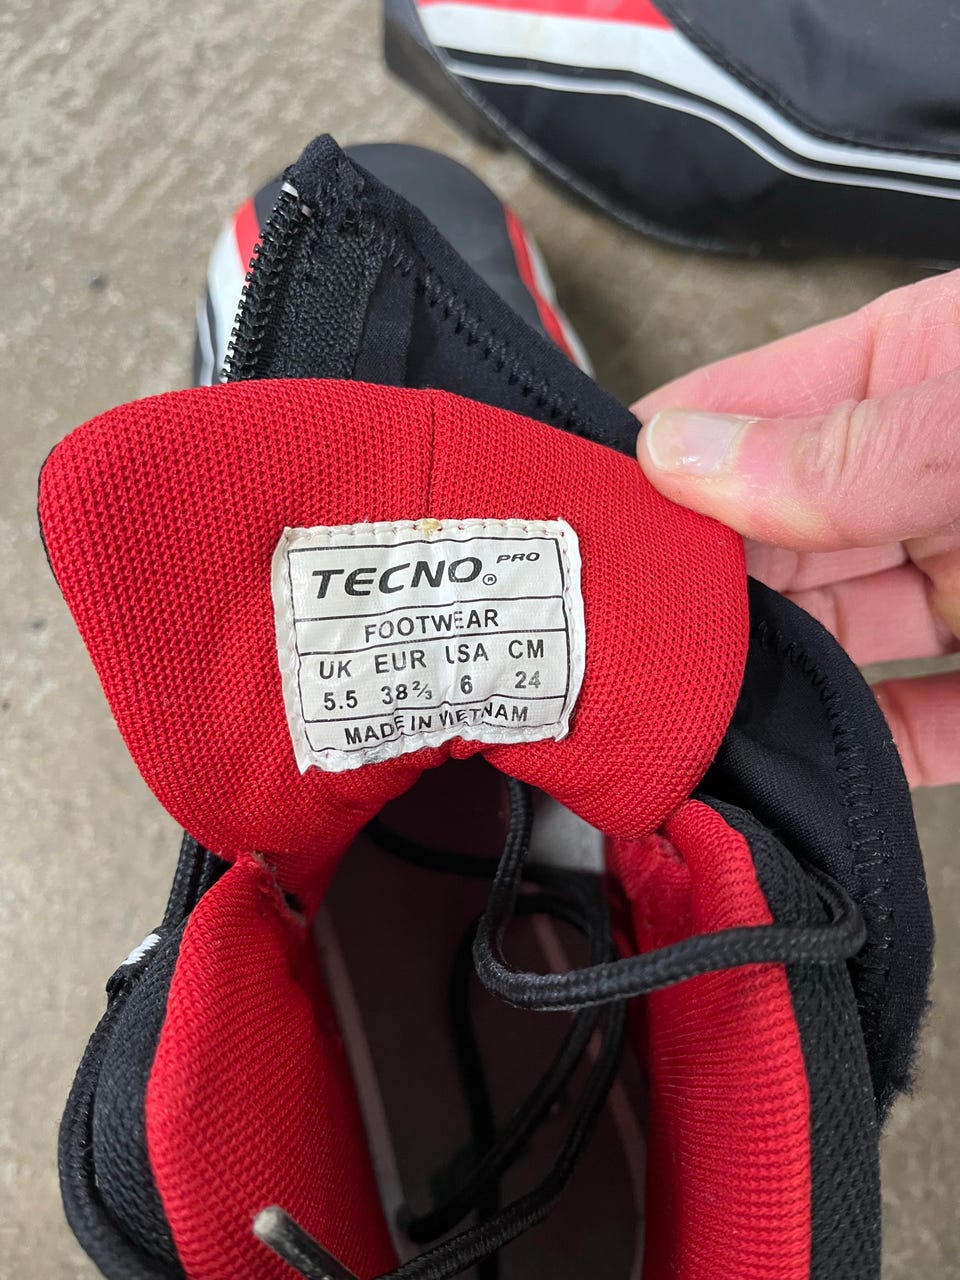 TECNO® PRO
FOOTWEAR
UK EUR USA CM
5.5 38⅔ 6 24
MADE IN VIETNAM